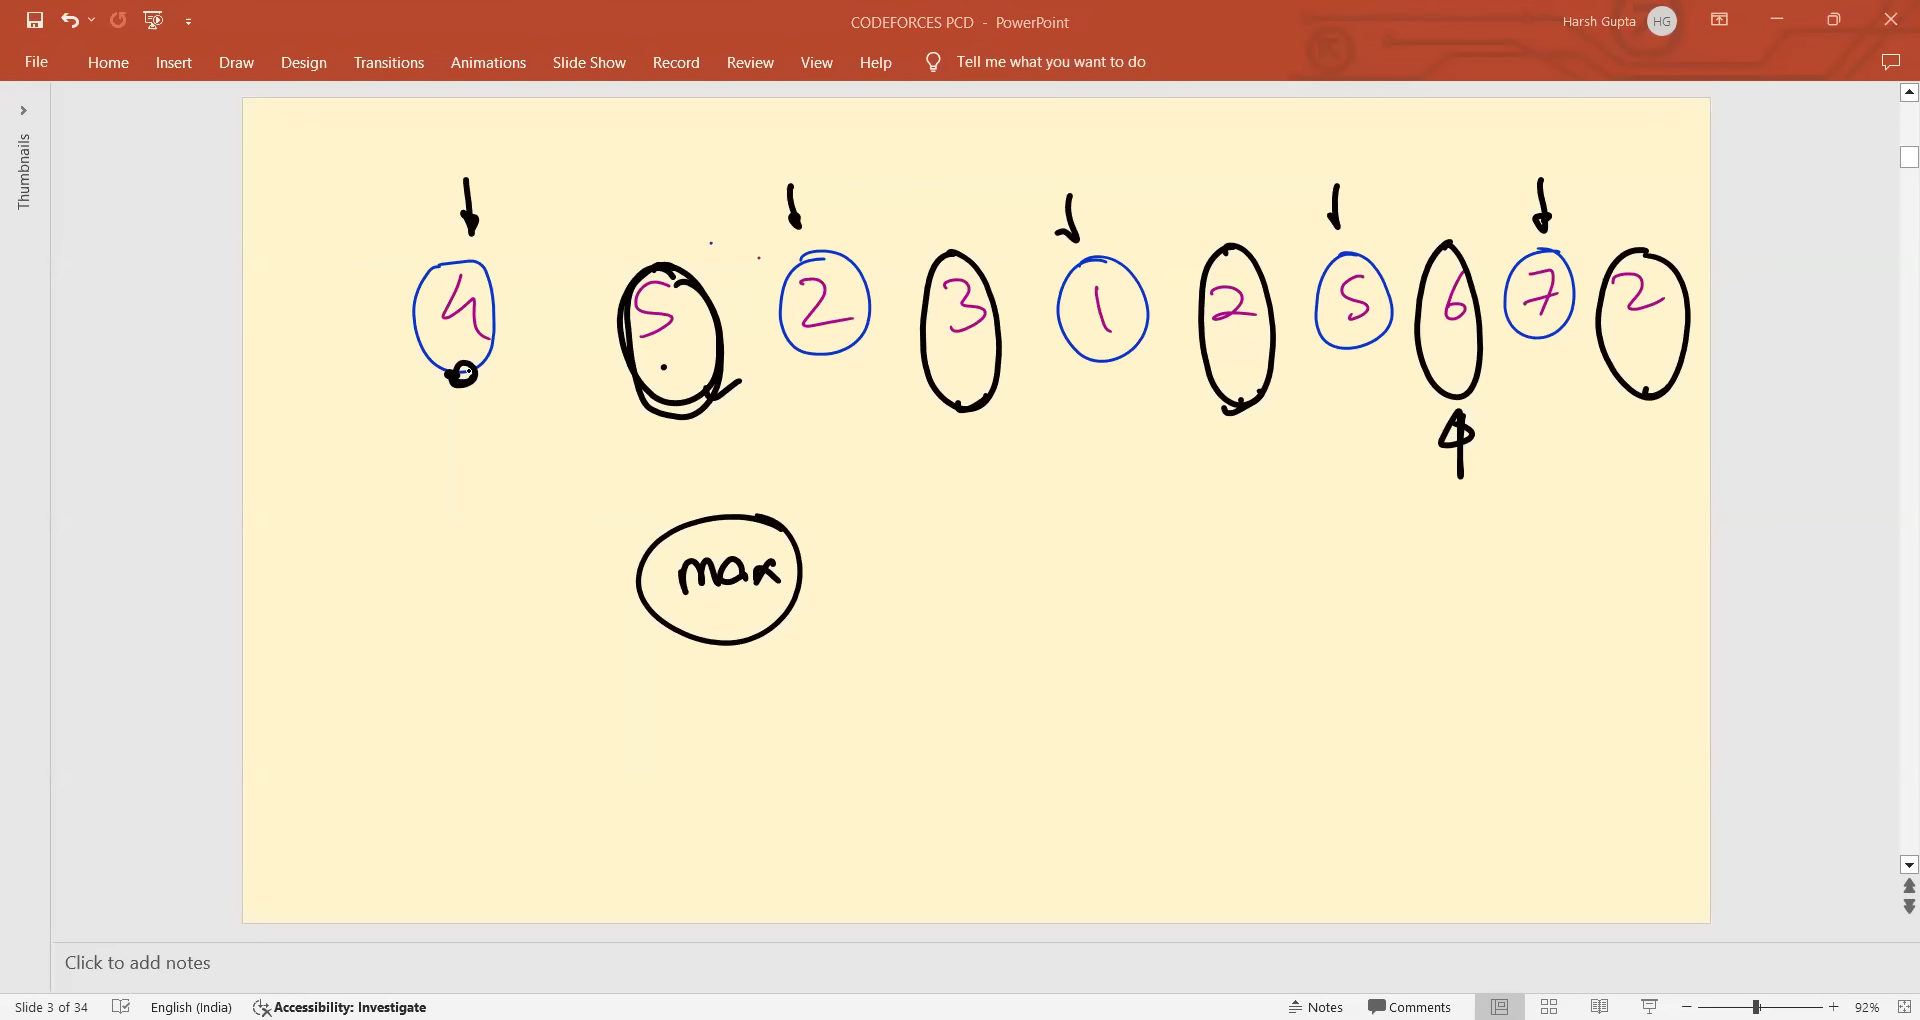 CODEFORCES PCD - PowerPoint
Harsh Gupta HG
File Home Insert Draw Design Transitions Animations Slide Show Record Review View Help Tell me what you want to do
Thumbnails
4 5 2 3 1 2 5 6 7 2
max
Click to add notes
Slide 3 of 34 English (India) Accessibility: Investigate Notes Comments 92%